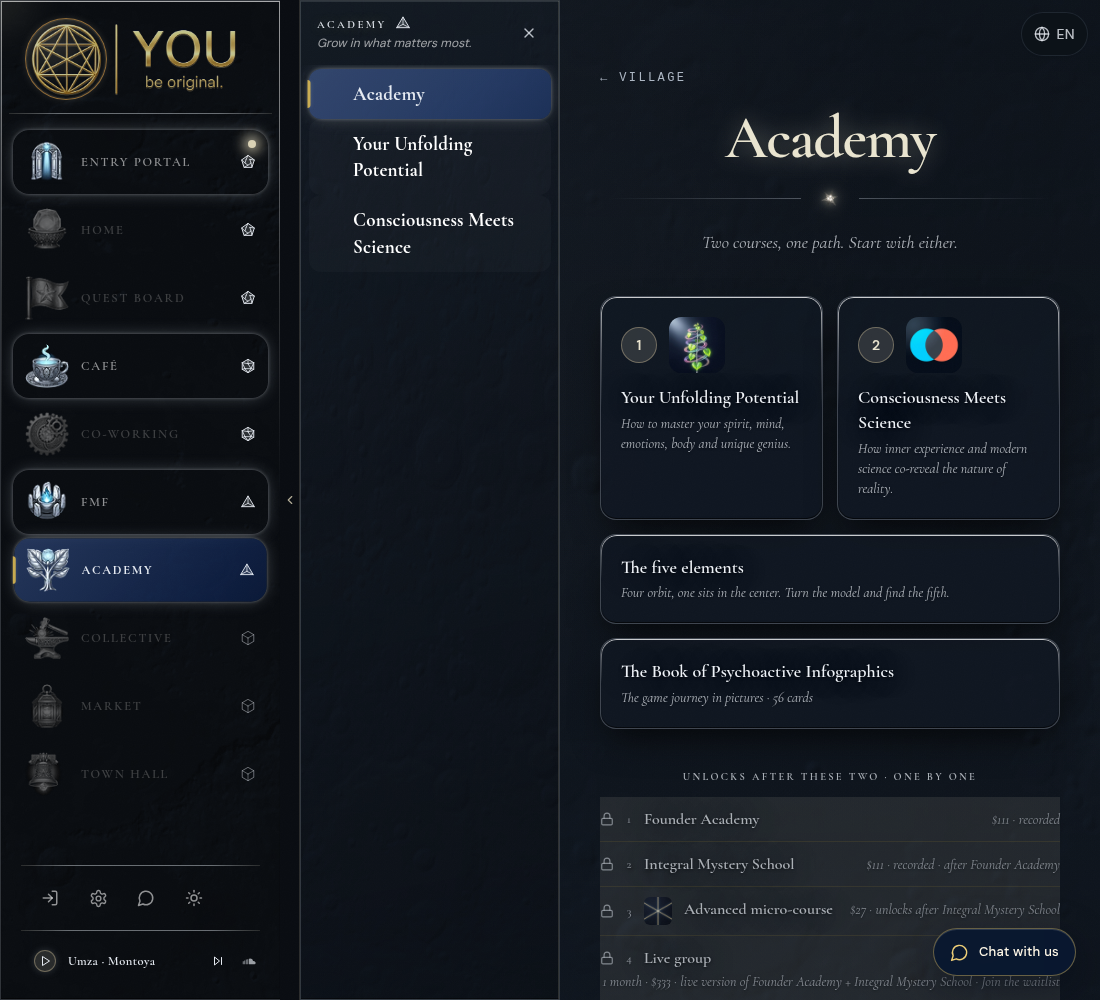 YOU
be original.
ENTRY PORTAL
HOME
QUEST BOARD
CAFÉ
CO-WORKING
FMF
ACADEMY
COLLECTIVE
MARKET
TOWN HALL
Umza · Montoya
ACADEMY
Grow in what matters most.
Academy
Your Unfolding
Potential
Consciousness Meets
Science
EN
← VILLAGE
Academy
Two courses, one path. Start with either.
1
Your Unfolding Potential
How to master your spirit, mind,
emotions, body and unique genius.
2
Consciousness Meets
Science
How inner experience and modern
science co-reveal the nature of
reality.
The five elements
Four orbit, one sits in the center. Turn the model and find the fifth.
The Book of Psychoactive Infographics
The game journey in pictures · 56 cards
UNLOCKS AFTER THESE TWO · ONE BY ONE
1 Founder Academy $111 · recorded
2 Integral Mystery School $111 · recorded · after Founder Academy
3 Advanced micro-course $27 · unlocks after Integral Mystery School
4 Live group
1 month · $333 · live version of Founder Academy + Integral Mystery School · Join the waitlist
Chat with us